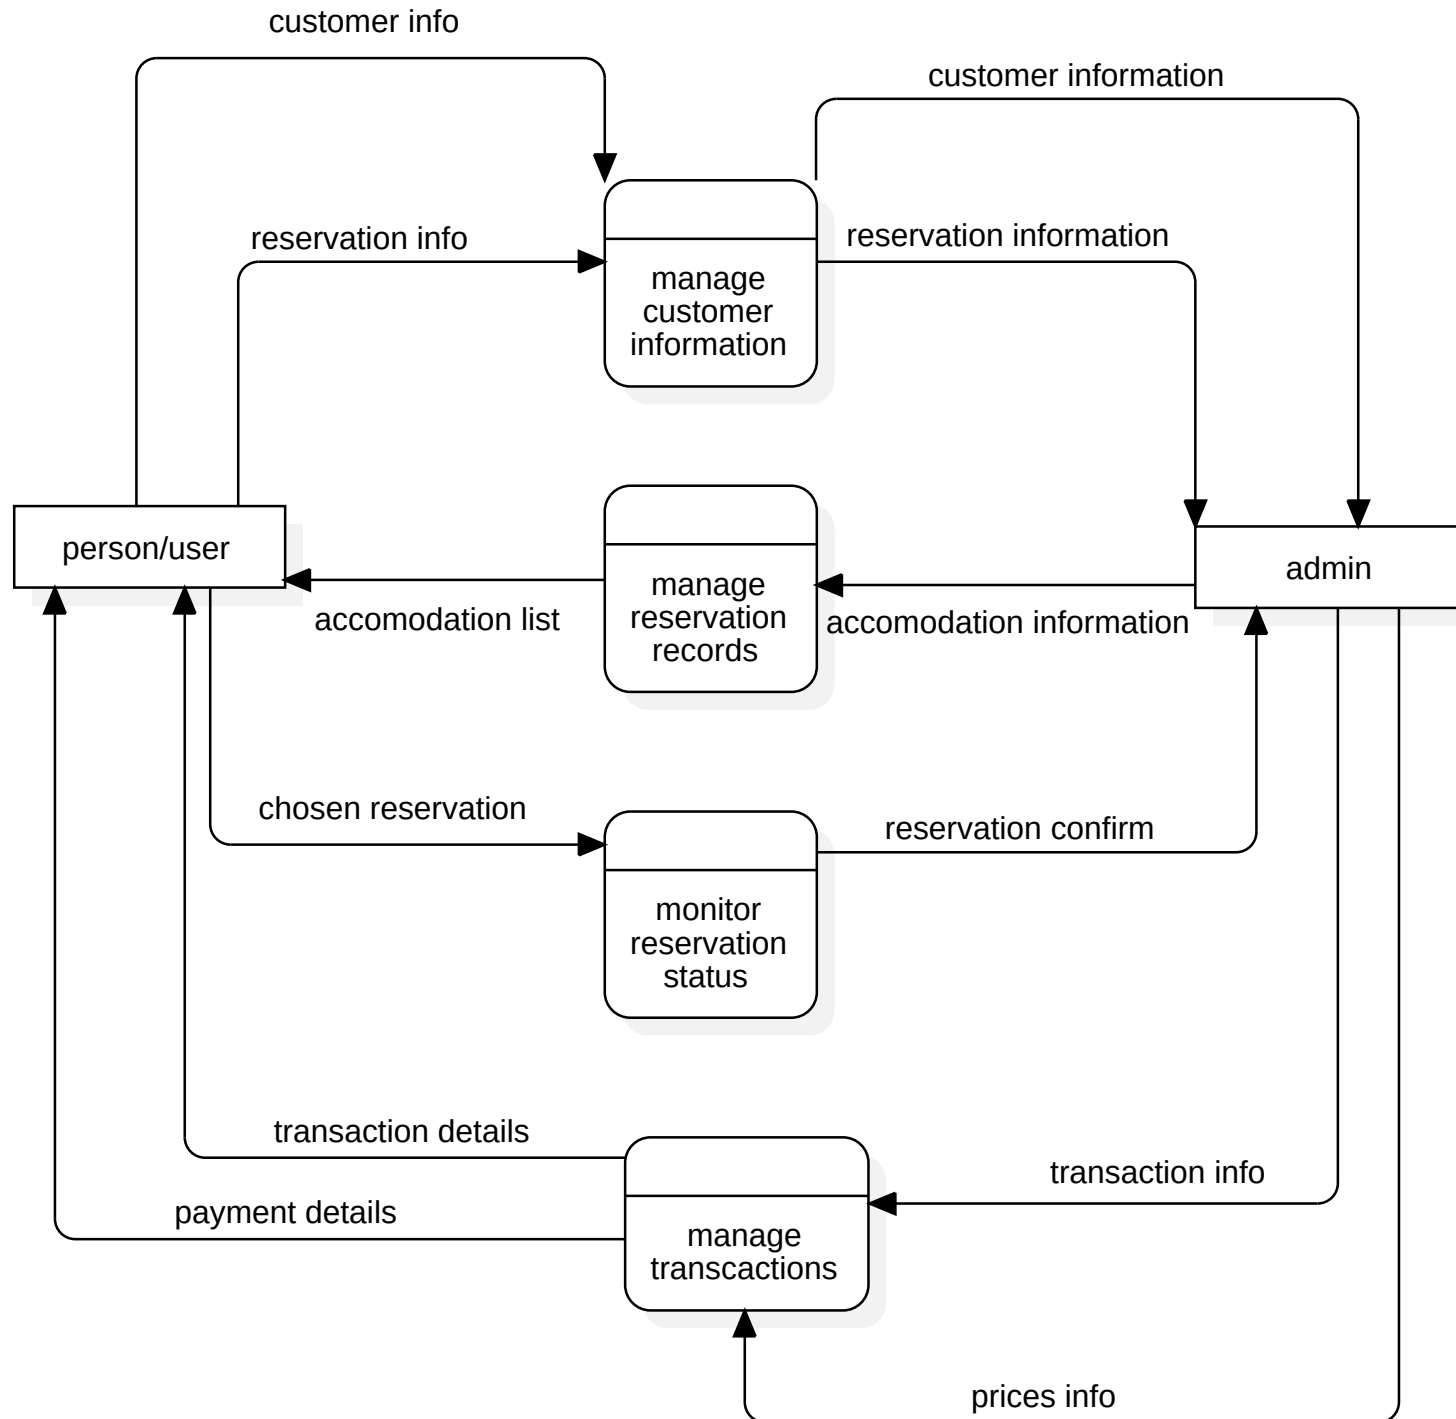 customer info
customer information
reservation info
reservation information
manage
customer
information
person/user
admin
manage
reservation
records
accomodation list
accomodation information
chosen reservation
reservation confirm
monitor
reservation
status
transaction details
transaction info
payment details
manage
transcactions
prices info